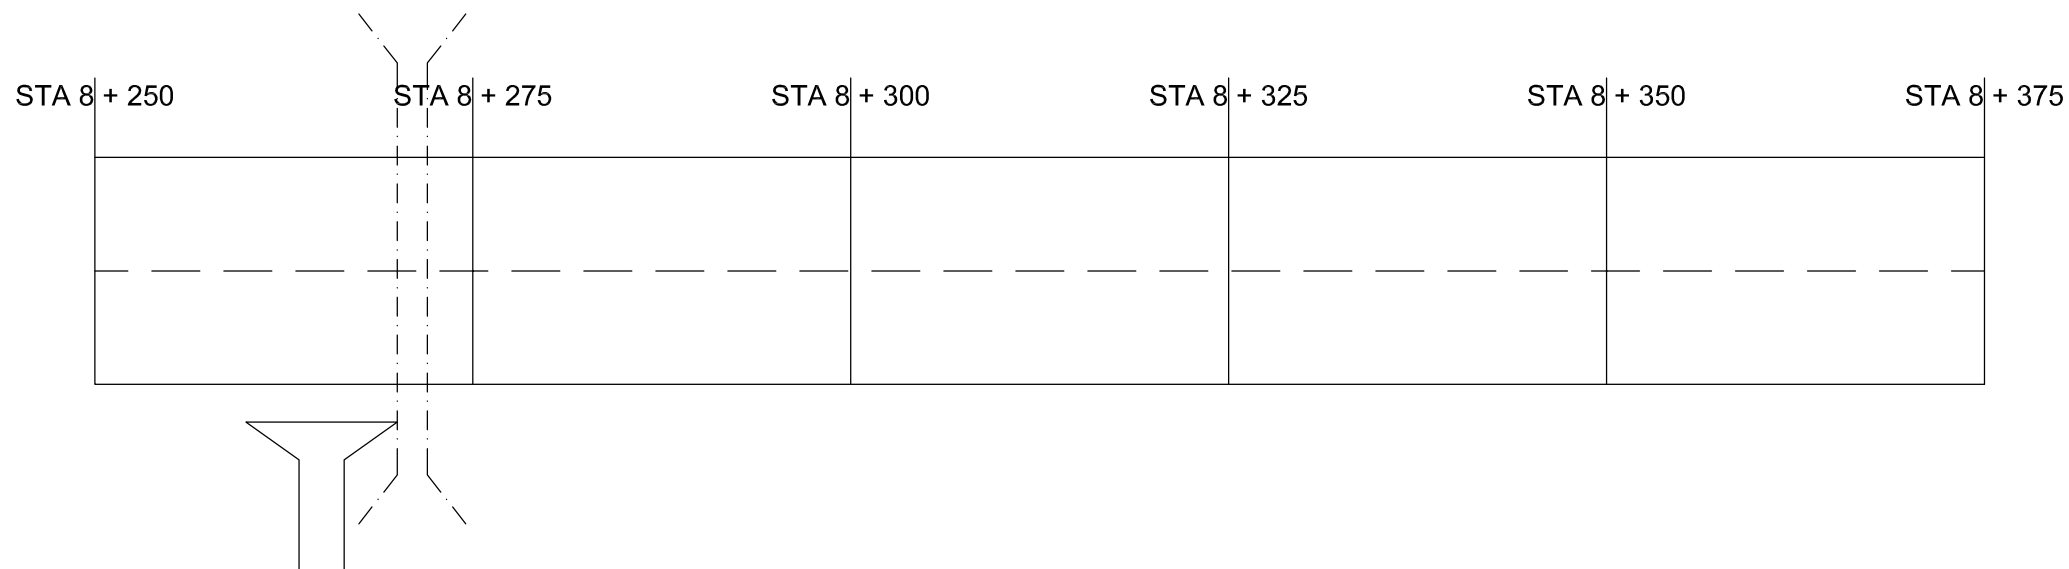 STA 8 + 250
STA 8 + 275
STA 8 + 300
STA 8 + 325
STA 8 + 350
STA 8 + 375